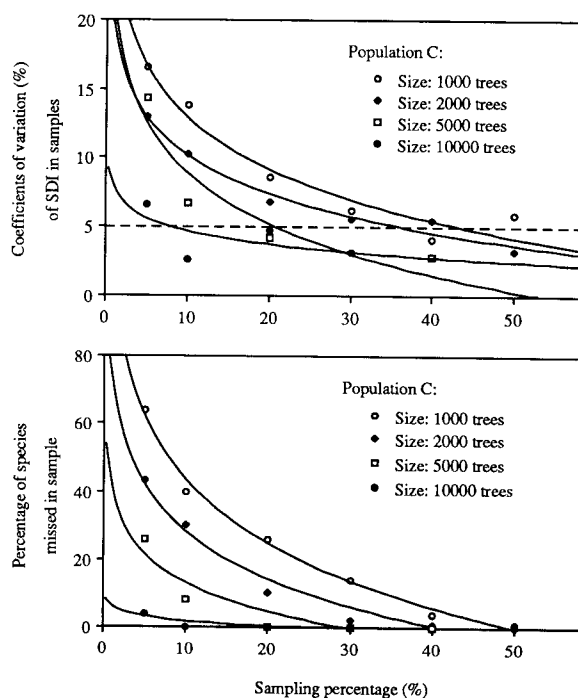 20
15
10
5
0
0 10 20 30 40 50
Coefficients of variation (%)
of SDI in samples
Population C:
Size: 1000 trees
Size: 2000 trees
Size: 5000 trees
Size: 10000 trees
80
60
40
20
0
0 10 20 30 40 50
Percentage of species
missed in sample
Population C:
Size: 1000 trees
Size: 2000 trees
Size: 5000 trees
Size: 10000 trees
Sampling percentage (%)